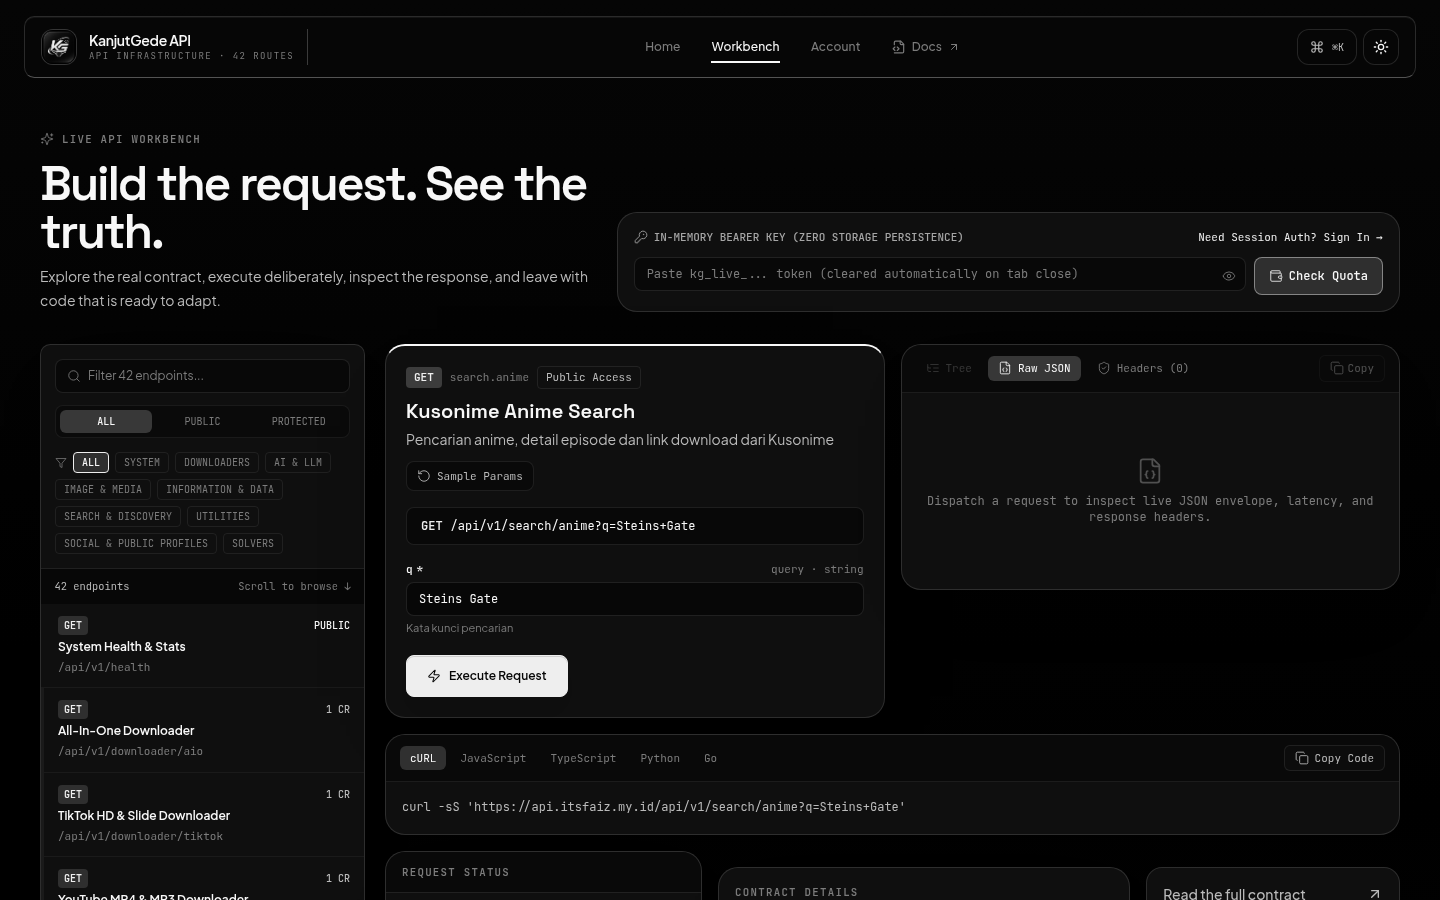 KanjutGede API
API INFRASTRUCTURE · 42 ROUTES
Home
Workbench
Account
Docs ↗
⌘K
LIVE API WORKBENCH
Build the request. See the
truth.
Explore the real contract, execute deliberately, inspect the response, and leave with
code that is ready to adapt.
IN-MEMORY BEARER KEY (ZERO STORAGE PERSISTENCE)
Need Session Auth? Sign In →
Paste kg_live_... token (cleared automatically on tab close)
Check Quota
Filter 42 endpoints...
ALL
PUBLIC
PROTECTED
ALL
SYSTEM
DOWNLOADERS
AI & LLM
IMAGE & MEDIA
INFORMATION & DATA
SEARCH & DISCOVERY
UTILITIES
SOCIAL & PUBLIC PROFILES
SOLVERS
42 endpoints
Scroll to browse ↓
GET
PUBLIC
System Health & Stats
/api/v1/health
GET
1 CR
All-In-One Downloader
/api/v1/downloader/aio
GET
1 CR
TikTok HD & Slide Downloader
/api/v1/downloader/tiktok
GET
1 CR
YouTube MP4 & MP3 Downloader
GET
search.anime
Public Access
Kusonime Anime Search
Pencarian anime, detail episode dan link download dari Kusonime
Sample Params
GET /api/v1/search/anime?q=Steins+Gate
q *
query · string
Steins Gate
Kata kunci pencarian
Execute Request
Tree
Raw JSON
Headers (0)
Copy
Dispatch a request to inspect live JSON envelope, latency, and
response headers.
cURL
JavaScript
TypeScript
Python
Go
Copy Code
curl -sS 'https://api.itsfaiz.my.id/api/v1/search/anime?q=Steins+Gate'
REQUEST STATUS
CONTRACT DETAILS
Read the full contract